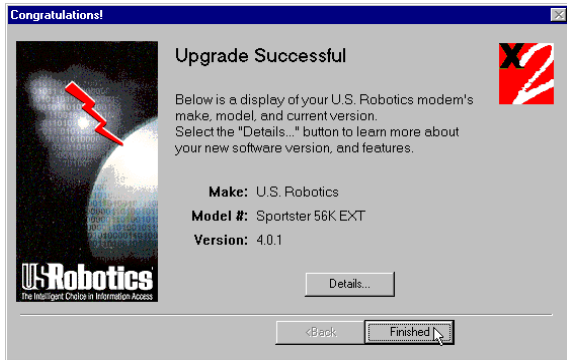 Congratulations!
Upgrade Successful
X2
Below is a display of your U.S. Robotics modem's
make, model, and current version.
Select the "Details..." button to learn more about
your new software version, and features.
Make: U.S. Robotics
Model #: Sportster 56K EXT
Version: 4.0.1
USRobotics
The Intelligent Choice in Information Access
Details...
<Back
Finished